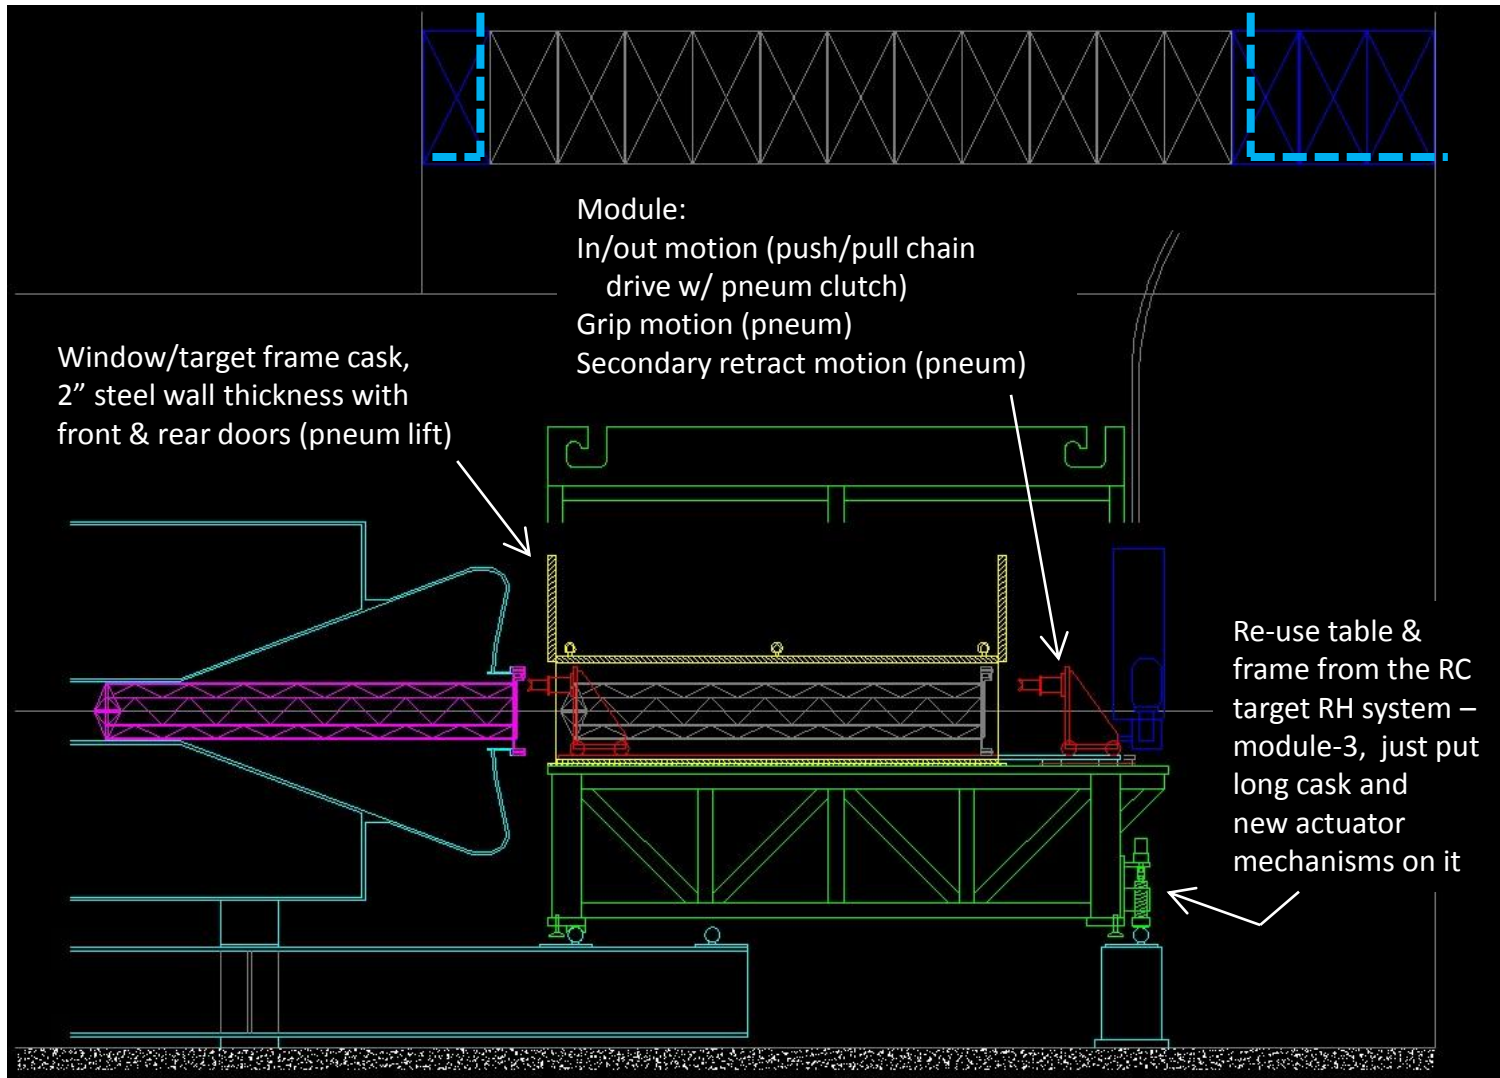 Module:
In/out motion (push/pull chain
drive w/ pneum clutch)
Grip motion (pneum)
Secondary retract motion (pneum)
Window/target frame cask,
2” steel wall thickness with
front & rear doors (pneum lift)
Re-use table &
frame from the RC
target RH system –
module-3, just put
long cask and
new actuator
mechanisms on it